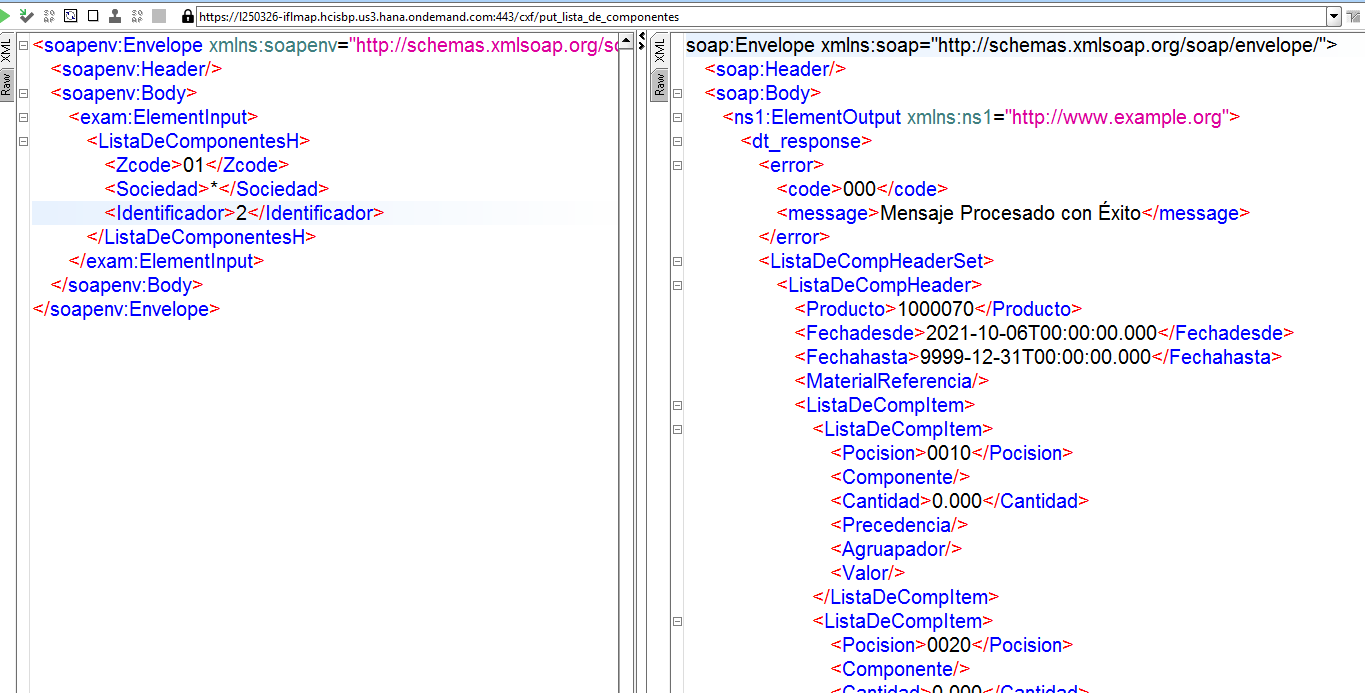 https://l250326-iflmap.hcisbp.us3.hana.ondemand.com:443/cxf/put_lista_de_componentes
XML
Raw
<soapenv:Envelope xmlns:soapenv="http://schemas.xmlsoap.org/so
<soapenv:Header/>
<soapenv:Body>
<exam:ElementInput>
<ListaDeComponentesH>
<Zcode>01</Zcode>
<Sociedad>*</Sociedad>
<Identificador>2</Identificador>
</ListaDeComponentesH>
</exam:ElementInput>
</soapenv:Body>
</soapenv:Envelope>
XML
Raw
soap:Envelope xmlns:soap="http://schemas.xmlsoap.org/soap/envelope/">
<soap:Header/>
<soap:Body>
<ns1:ElementOutput xmlns:ns1="http://www.example.org">
<dt_response>
<error>
<code>000</code>
<message>Mensaje Procesado con Éxito</message>
</error>
<ListaDeCompHeaderSet>
<ListaDeCompHeader>
<Producto>1000070</Producto>
<Fechadesde>2021-10-06T00:00:00.000</Fechadesde>
<Fechahasta>9999-12-31T00:00:00.000</Fechahasta>
<MaterialReferencia/>
<ListaDeCompItem>
<ListaDeCompItem>
<Pocision>0010</Pocision>
<Componente/>
<Cantidad>0.000</Cantidad>
<Precedencia/>
<Agruapador/>
<Valor/>
</ListaDeCompItem>
<ListaDeCompItem>
<Pocision>0020</Pocision>
<Componente/>
<Cantidad>0.000</Cantidad>